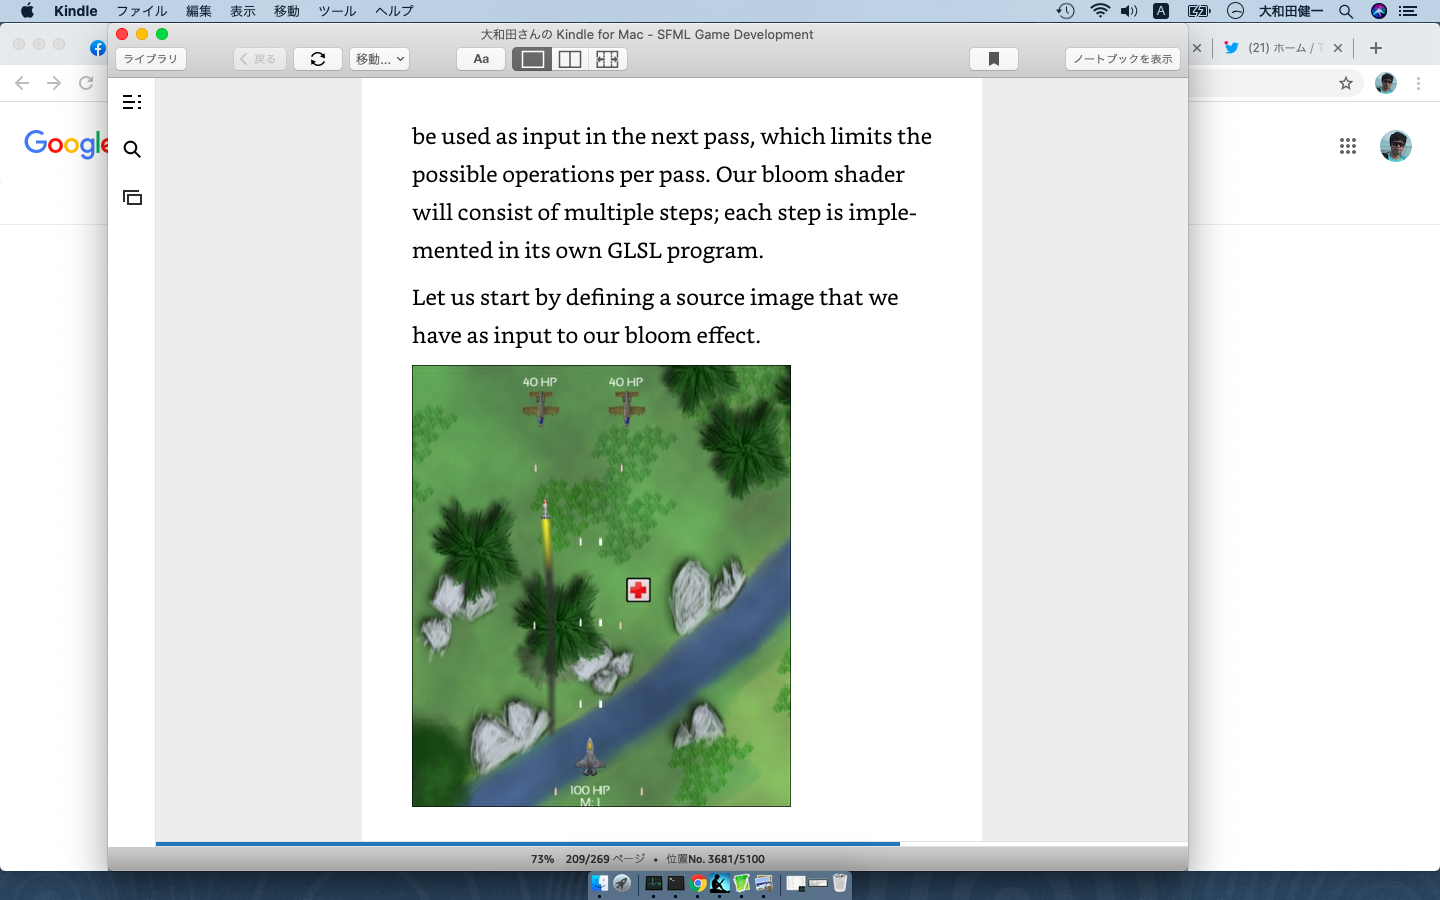 Kindle ファイル 編集 表示 移動 ツール ヘルプ A 大和田健一
大和田さんの Kindle for Mac - SFML Game Development
ライブラリ 戻る 移動... Aa ノートブックを表示
(21) ホーム / T
Google
be used as input in the next pass, which limits the
possible operations per pass. Our bloom shader
will consist of multiple steps; each step is imple-
mented in its own GLSL program.
Let us start by defining a source image that we
have as input to our bloom effect.
40 HP 40 HP
100 HP
M: 1
73% 209/269 ページ • 位置No. 3681/5100